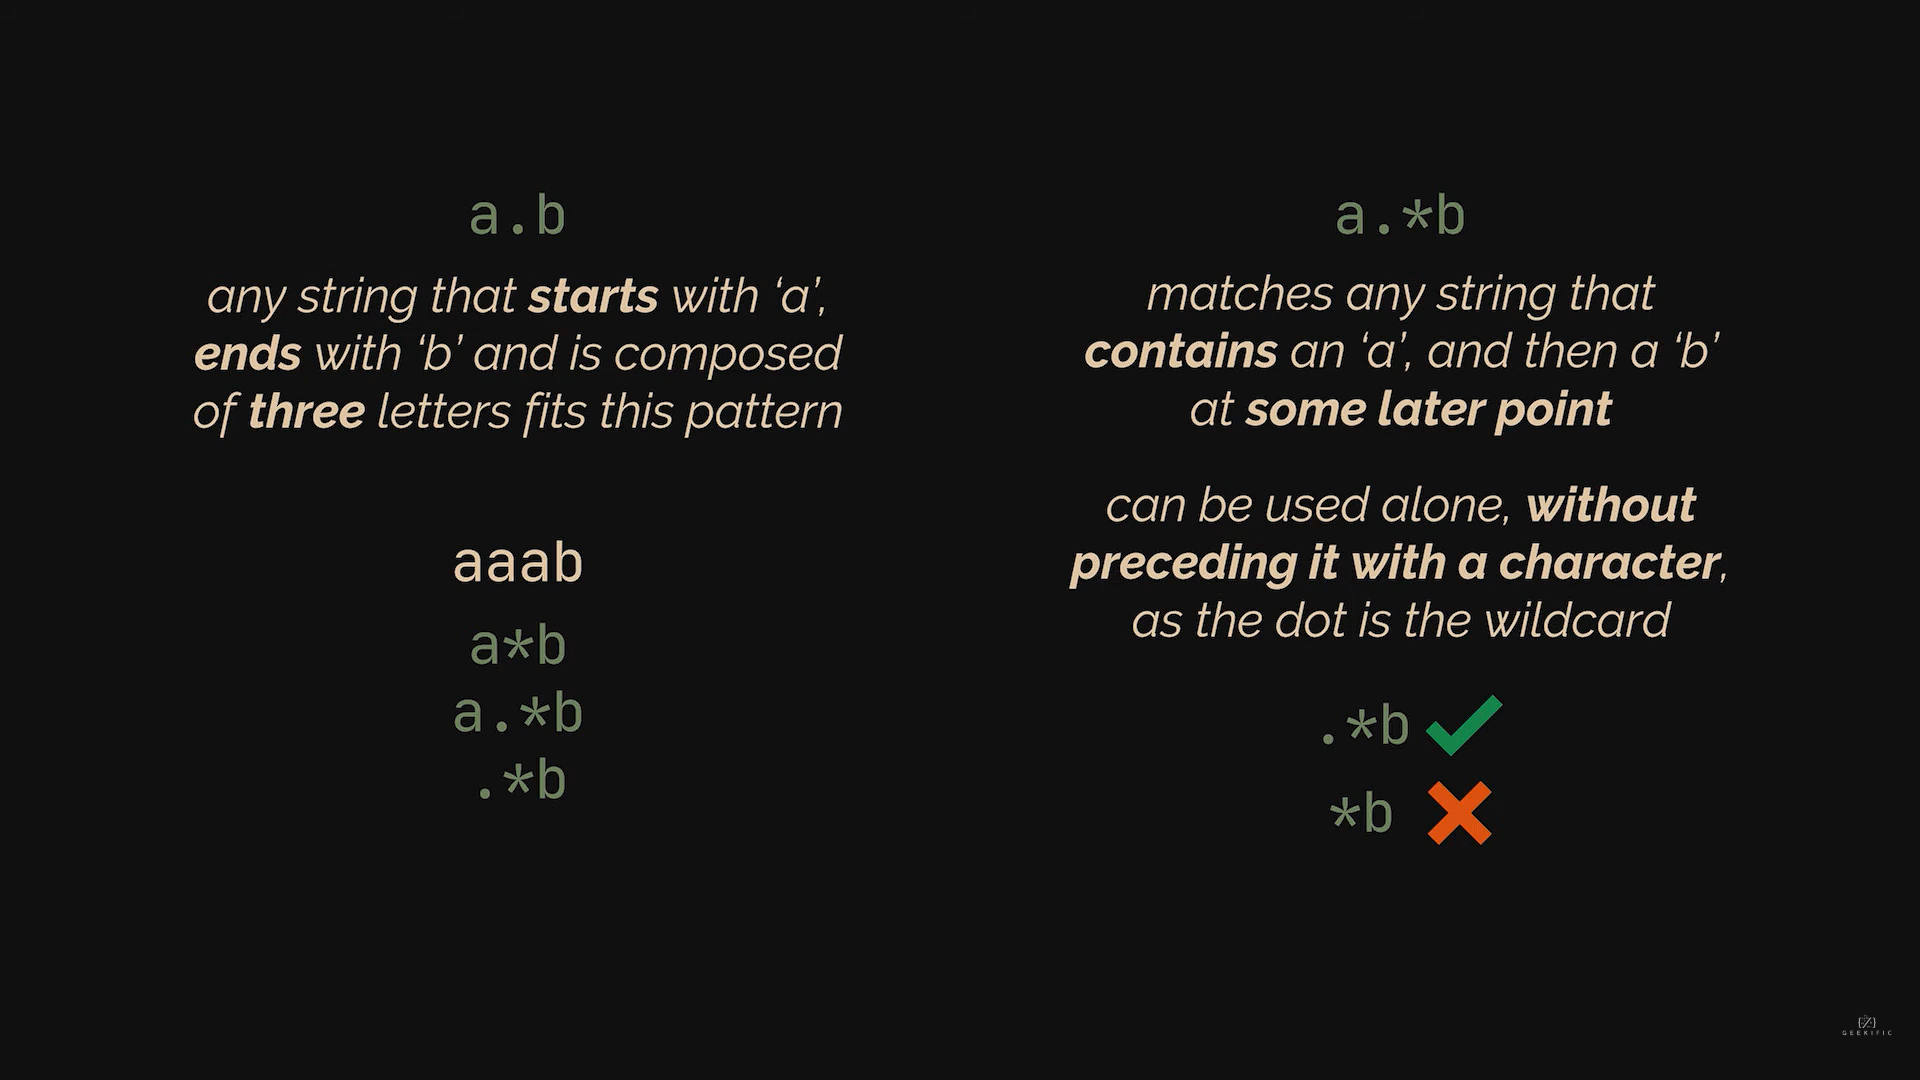 a.b
any string that starts with ‘a’,
ends with ‘b’ and is composed
of three letters fits this pattern
aaab
a*b
a.*b
.*b
a.*b
matches any string that
contains an ‘a’, and then a ‘b’
at some later point
can be used alone, without
preceding it with a character,
as the dot is the wildcard
.*b
*b
GEEKIFIC